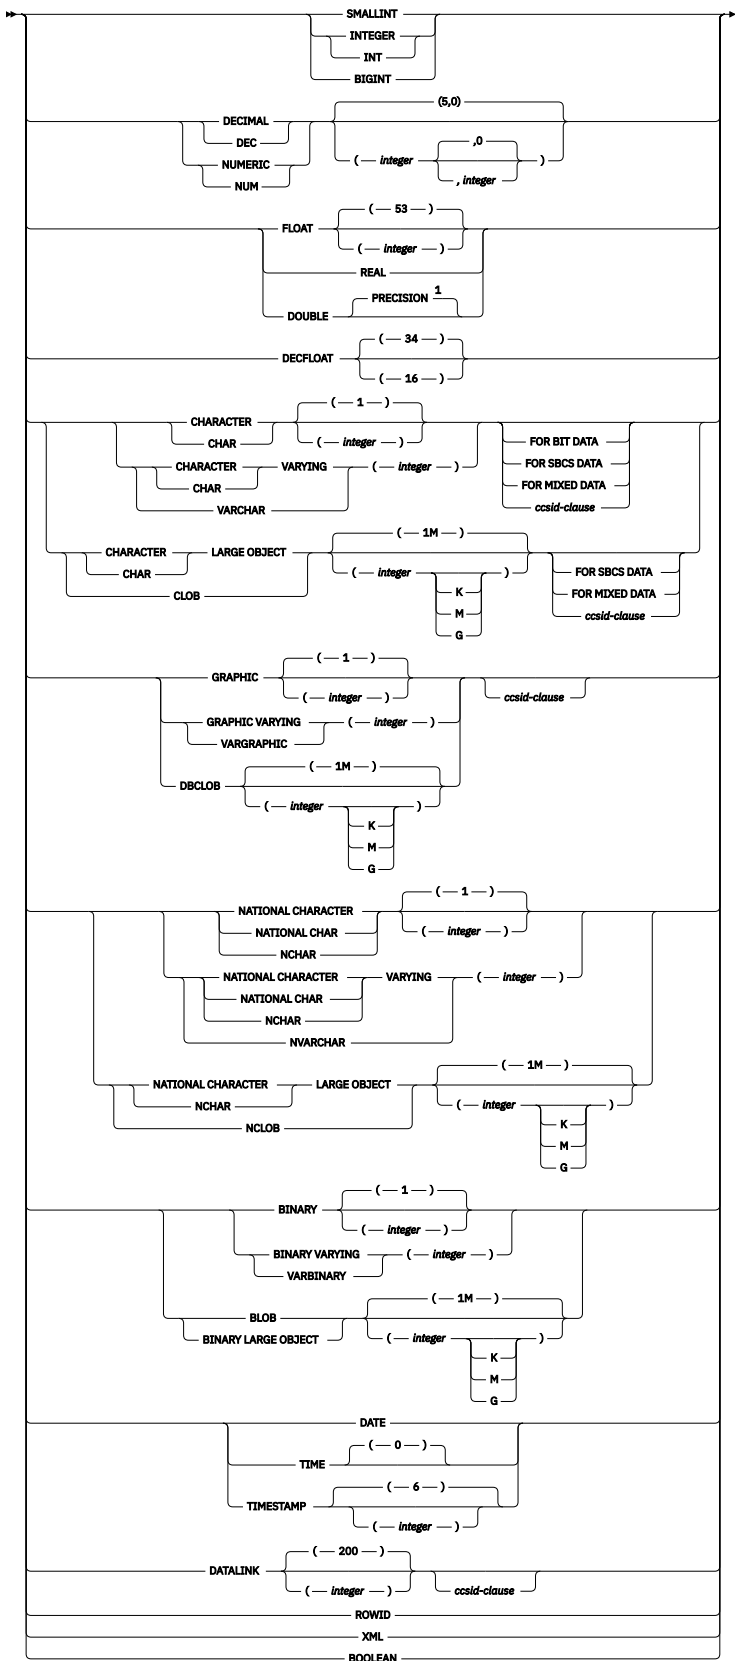 SMALLINT
INTEGER
INT
BIGINT
(5,0)
DECIMAL
DEC
,0
NUMERIC
( integer )
NUM
, integer
( 53 )
FLOAT
( integer )
REAL
PRECISION 1
DOUBLE
( 34 )
DECFLOAT
( 16 )
( 1 )
CHARACTER
CHAR
( integer )
FOR BIT DATA
CHARACTER VARYING ( integer )
FOR SBCS DATA
CHAR
FOR MIXED DATA
VARCHAR
ccsid-clause
( 1M )
CHARACTER LARGE OBJECT
CHAR
( integer )
FOR SBCS DATA
CLOB
K
FOR MIXED DATA
M
ccsid-clause
G
( 1 )
GRAPHIC
( integer )
ccsid-clause
GRAPHIC VARYING ( integer )
VARGRAPHIC
( 1M )
DBCLOB
( integer )
K
M
G
( 1 )
NATIONAL CHARACTER
NATIONAL CHAR
( integer )
NCHAR
NATIONAL CHARACTER VARYING ( integer )
NATIONAL CHAR
NCHAR
NVARCHAR
( 1M )
NATIONAL CHARACTER LARGE OBJECT
NCHAR
( integer )
NCLOB
K
M
G
( 1 )
BINARY
( integer )
BINARY VARYING ( integer )
VARBINARY
( 1M )
BLOB
BINARY LARGE OBJECT
( integer )
K
M
G
DATE
( 0 )
TIME
( 6 )
TIMESTAMP
( integer )
( 200 )
DATALINK
( integer )
ccsid-clause
ROWID
XML
BOOLEAN